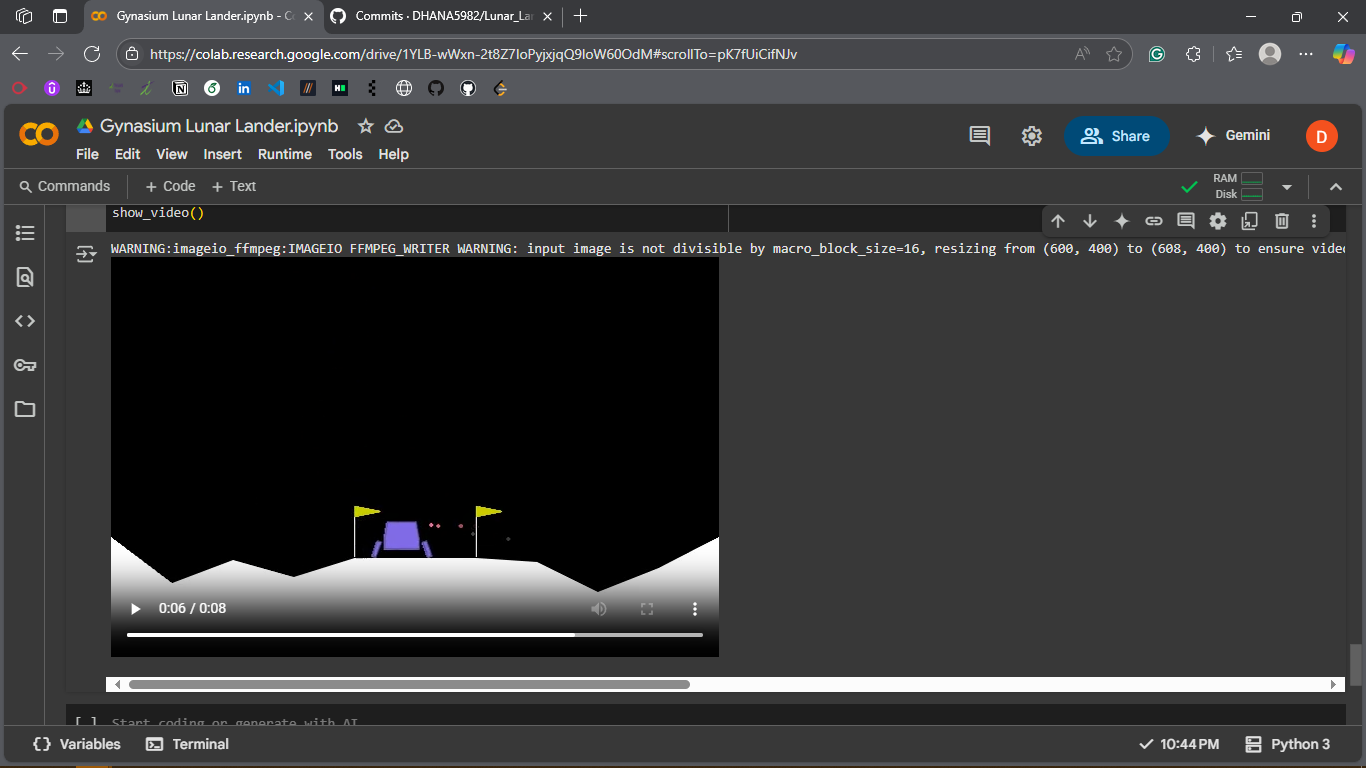 Gynasium Lunar Lander.ipynb - Co
Commits · DHANA5982/Lunar_Lan
https://colab.research.google.com/drive/1YLB-wWxn-2t8Z7IoPyjxjqQ9IoW60OdM#scrollTo=pK7fUiCifNJv
Gynasium Lunar Lander.ipynb
File Edit View Insert Runtime Tools Help
Share
Gemini
D
Commands + Code + Text
RAM
Disk
show_video()
WARNING:imageio_ffmpeg:IMAGEIO FFMPEG_WRITER WARNING: input image is not divisible by macro_block_size=16, resizing from (600, 400) to (608, 400) to ensure video
0:06 / 0:08
[ ] Start coding or generate with AI
Variables Terminal
10:44 PM Python 3